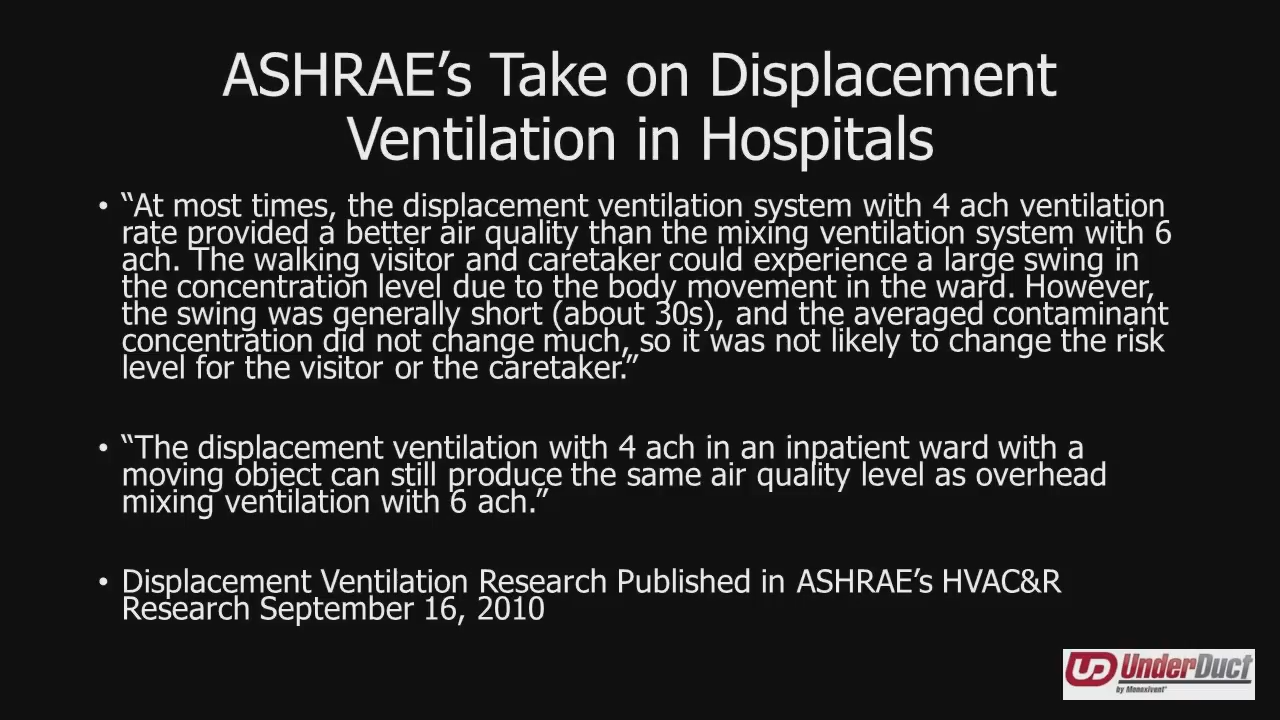 ASHRAE’s Take on Displacement
Ventilation in Hospitals
• “At most times, the displacement ventilation system with 4 ach ventilation
rate provided a better air quality than the mixing ventilation system with 6
ach. The walking visitor and caretaker could experience a large swing in
the concentration level due to the body movement in the ward. However,
the swing was generally short (about 30s), and the averaged contaminant
concentration did not change much, so it was not likely to change the risk
level for the visitor or the caretaker.”
• “The displacement ventilation with 4 ach in an inpatient ward with a
moving object can still produce the same air quality level as overhead
mixing ventilation with 6 ach.”
• Displacement Ventilation Research Published in ASHRAE’s HVAC&R
Research September 16, 2010
UD UnderDuct
by Monoxivent